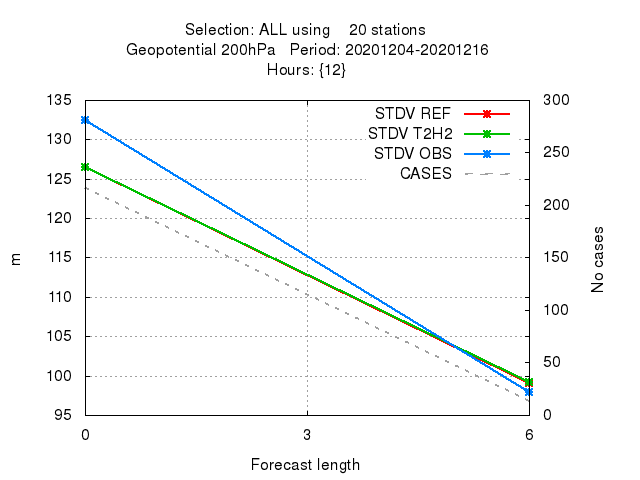 Selection: ALL using    20 stations
Geopotential 200hPa   Period: 20201204-20201216
Hours: {12}
STDV REF
STDV T2H2
STDV OBS
CASES
135
130
125
120
115
110
105
100
95
300
250
200
150
100
50
0
m
No cases
0
3
6
Forecast length